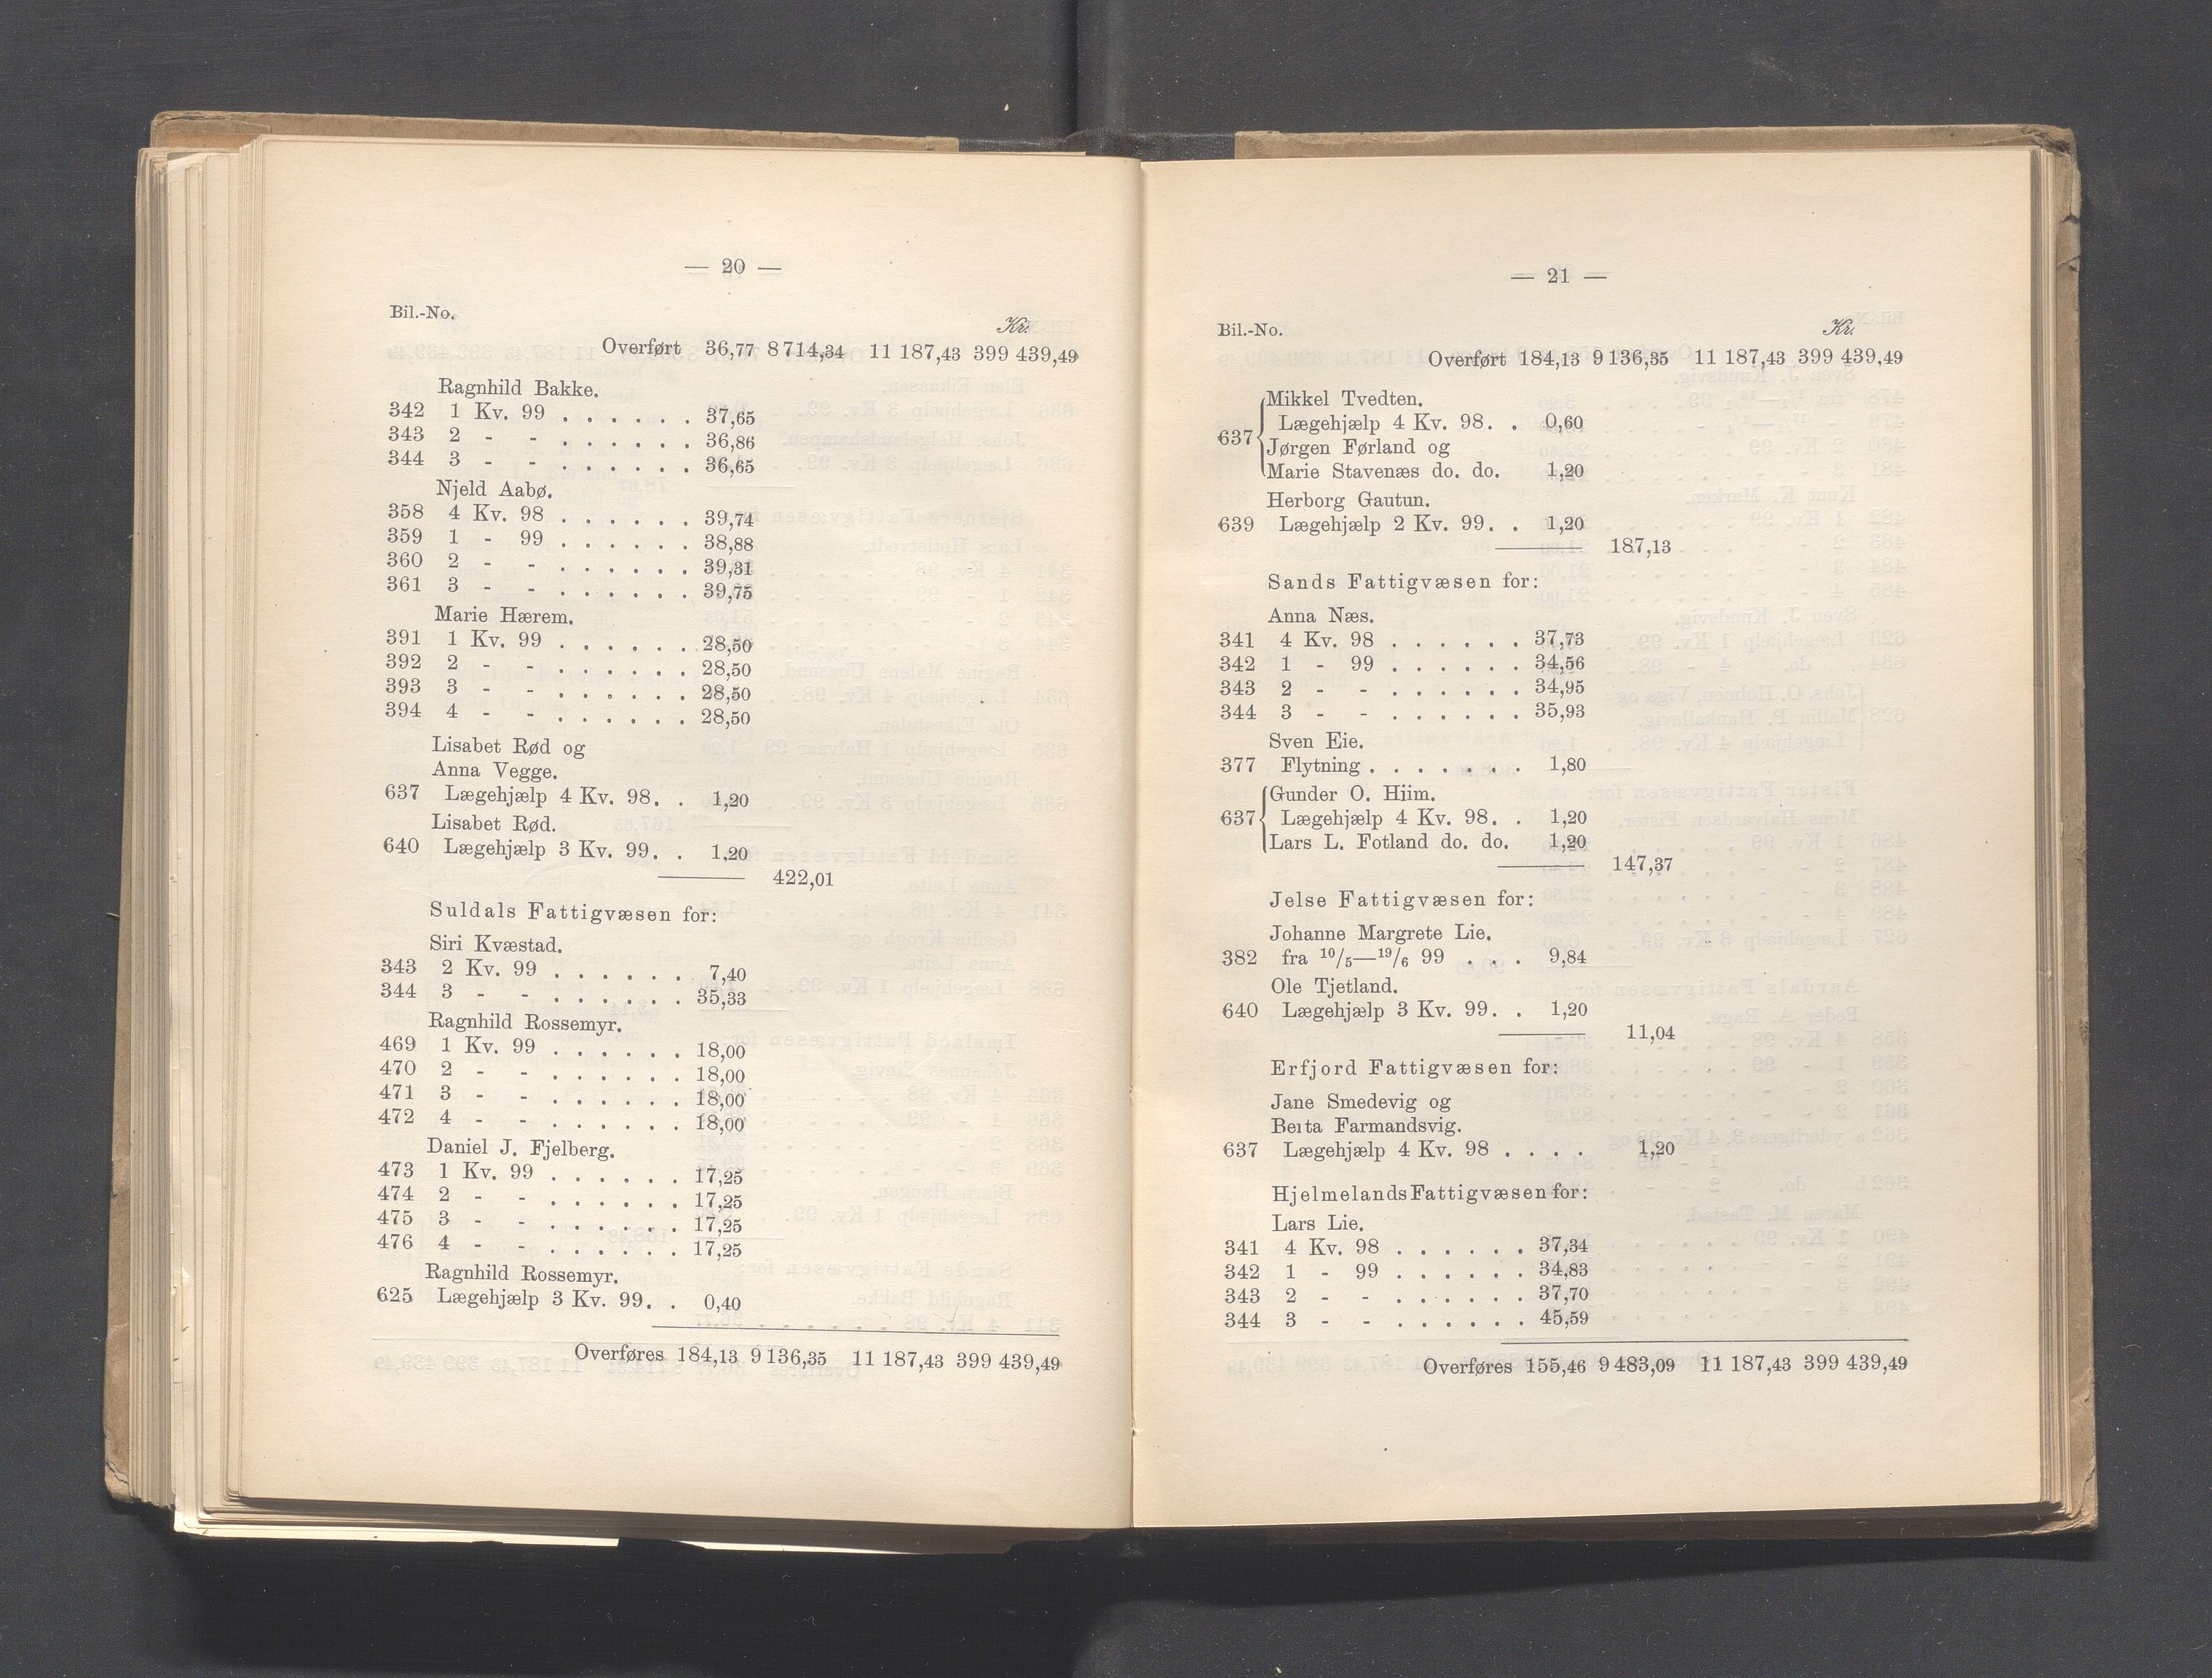 — 20 —
Bil.-No.
Kr.
Overført 36,77 8 714,34 11 187,43 399 439,49
Ragnhild Bakke.
342 1 Kv. 99 . . . . . . 37,65
343 2 - - . . . . . . 36,86
344 3 - - . . . . . . 36,65
Njeld Aabø.
358 4 Kv. 98 . . . . . . 39,74
359 1 - 99 . . . . . . 38,88
360 2 - - . . . . . . 39,31
361 3 - - . . . . . . 39,75
Marie Hærem.
391 1 Kv. 99 . . . . . . 28,50
392 2 - - . . . . . . 28,50
393 3 - - . . . . . . 28,50
394 4 - - . . . . . . 28,50
Lisabet Rød og
Anna Vegge.
637 Lægehjælp 4 Kv. 98. . 1,20
Lisabet Rød.
640 Lægehjælp 3 Kv. 99. . 1,20
422,01
Suldals Fattigvæsen for:
Siri Kvæstad.
343 2 Kv. 99 . . . . . . 7,40
344 3 - - . . . . . . 35,33
Ragnhild Rossemyr.
469 1 Kv. 99 . . . . . . 18,00
470 2 - - . . . . . . 18,00
471 3 - - . . . . . . 18,00
472 4 - - . . . . . . 18,00
Daniel J. Fjelberg.
473 1 Kv. 99 . . . . . . 17,25
474 2 - - . . . . . . 17,25
475 3 - - . . . . . . 17,25
476 4 - - . . . . . . 17,25
Ragnhild Rossemyr.
625 Lægehjælp 3 Kv. 99. . 0,40
Overføres 184,13 9 136,35 11 187,43 399 439,49
— 21 —
Bil.-No.
Kr.
Overført 184,13 9 136,35 11 187,43 399 439,49
Mikkel Tvedten.
Lægehjælp 4 Kv. 98. . 0,60
637
Jørgen Førland og
Marie Stavenæs do. do. 1,20
Herborg Gautun.
639 Lægehjælp 2 Kv. 99. . 1,20
187,13
Sands Fattigvæsen for:
Anna Næs.
341 4 Kv. 98 . . . . . . 37,73
342 1 - 99 . . . . . . 34,56
343 2 - - . . . . . . 34,95
344 3 - - . . . . . . 35,93
Sven Eie.
377 Flytning . . . . . . . 1,80
Gunder O. Hiim.
637 Lægehjælp 4 Kv. 98. . 1,20
Lars L. Fotland do. do. 1,20
147,37
Jelse Fattigvæsen for:
Johanne Margrete Lie.
382 fra 10/5—19/6 99 . . . 9,84
Ole Tjetland.
640 Lægehjælp 3 Kv. 99. . 1,20
11,04
Erfjord Fattigvæsen for:
Jane Smedevig og
Berta Farmandsvig.
637 Lægehjælp 4 Kv. 98 . . . . 1,20
Hjelmelands Fattigvæsen for:
Lars Lie.
341 4 Kv. 98 . . . . . . 37,34
342 1 - 99 . . . . . . 34,83
343 2 - - . . . . . . 37,70
344 3 - - . . . . . . 45,59
Overføres 155,46 9 483,09 11 187,43 399 439,49